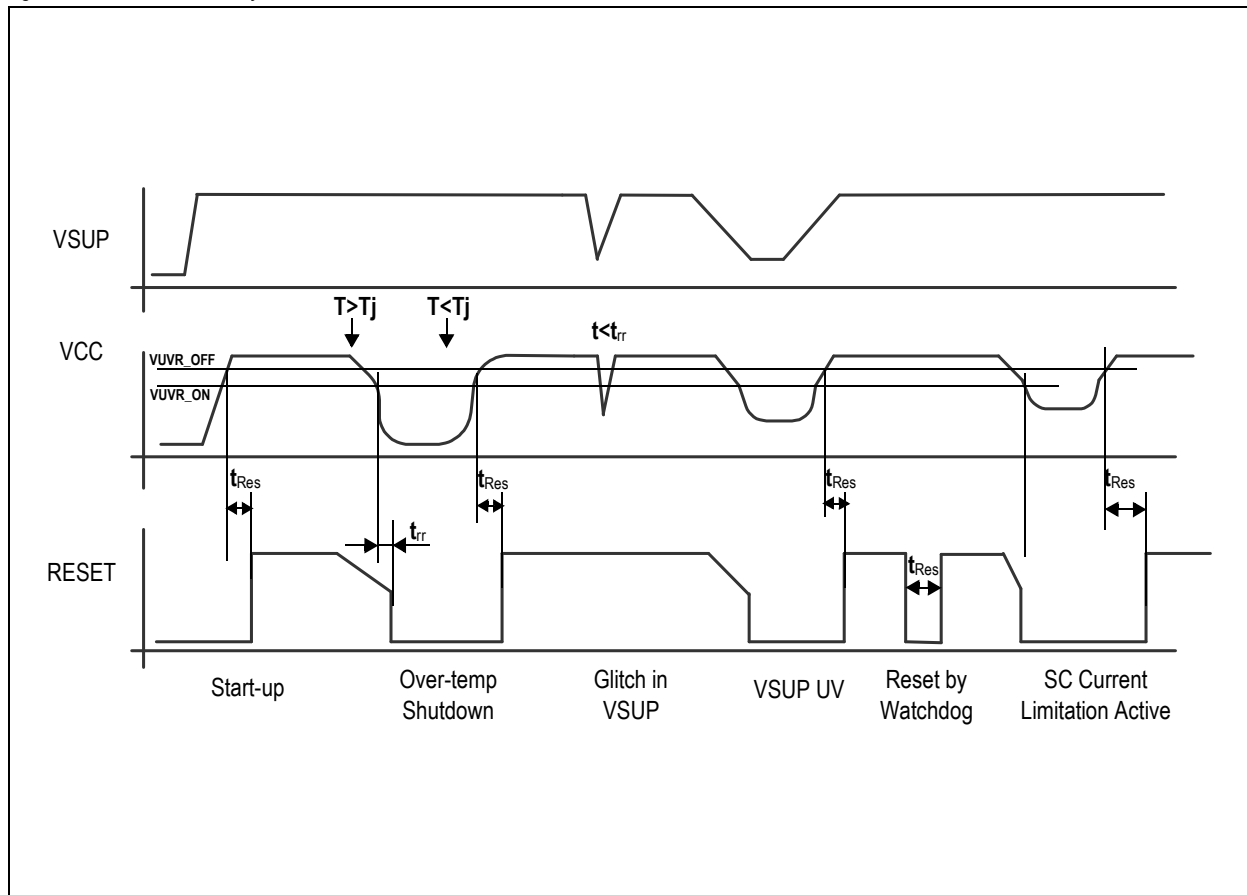 VSUP
T>Tj
T<Tj
t<trr
VCC
VUVR_OFF
VUVR_ON
tRes
tRes
tRes
tRes
trr
RESET
tRes
Start-up
Over-temp
Shutdown
Glitch in
VSUP
VSUP UV
Reset by
Watchdog
SC Current
Limitation Active